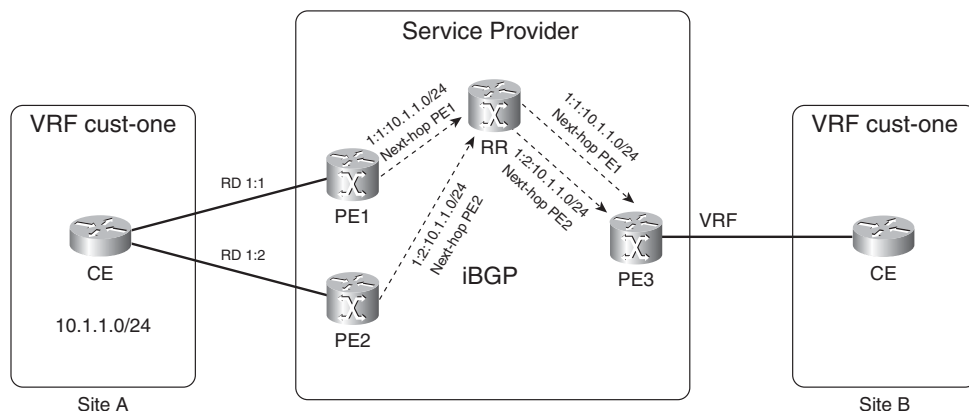 Service Provider
VRF cust-one
VRF cust-one
1:1:10.1.1.0/24
Next-hop PE1
RR
1:1:10.1.1.0/24
Next-hop PE1
RD 1:1
PE1
1:2:10.1.1.0/24
Next-hop PE2
1:2:10.1.1.0/24
Next-hop PE2
VRF
CE
RD 1:2
iBGP
PE3
CE
10.1.1.0/24
PE2
Site A
Site B